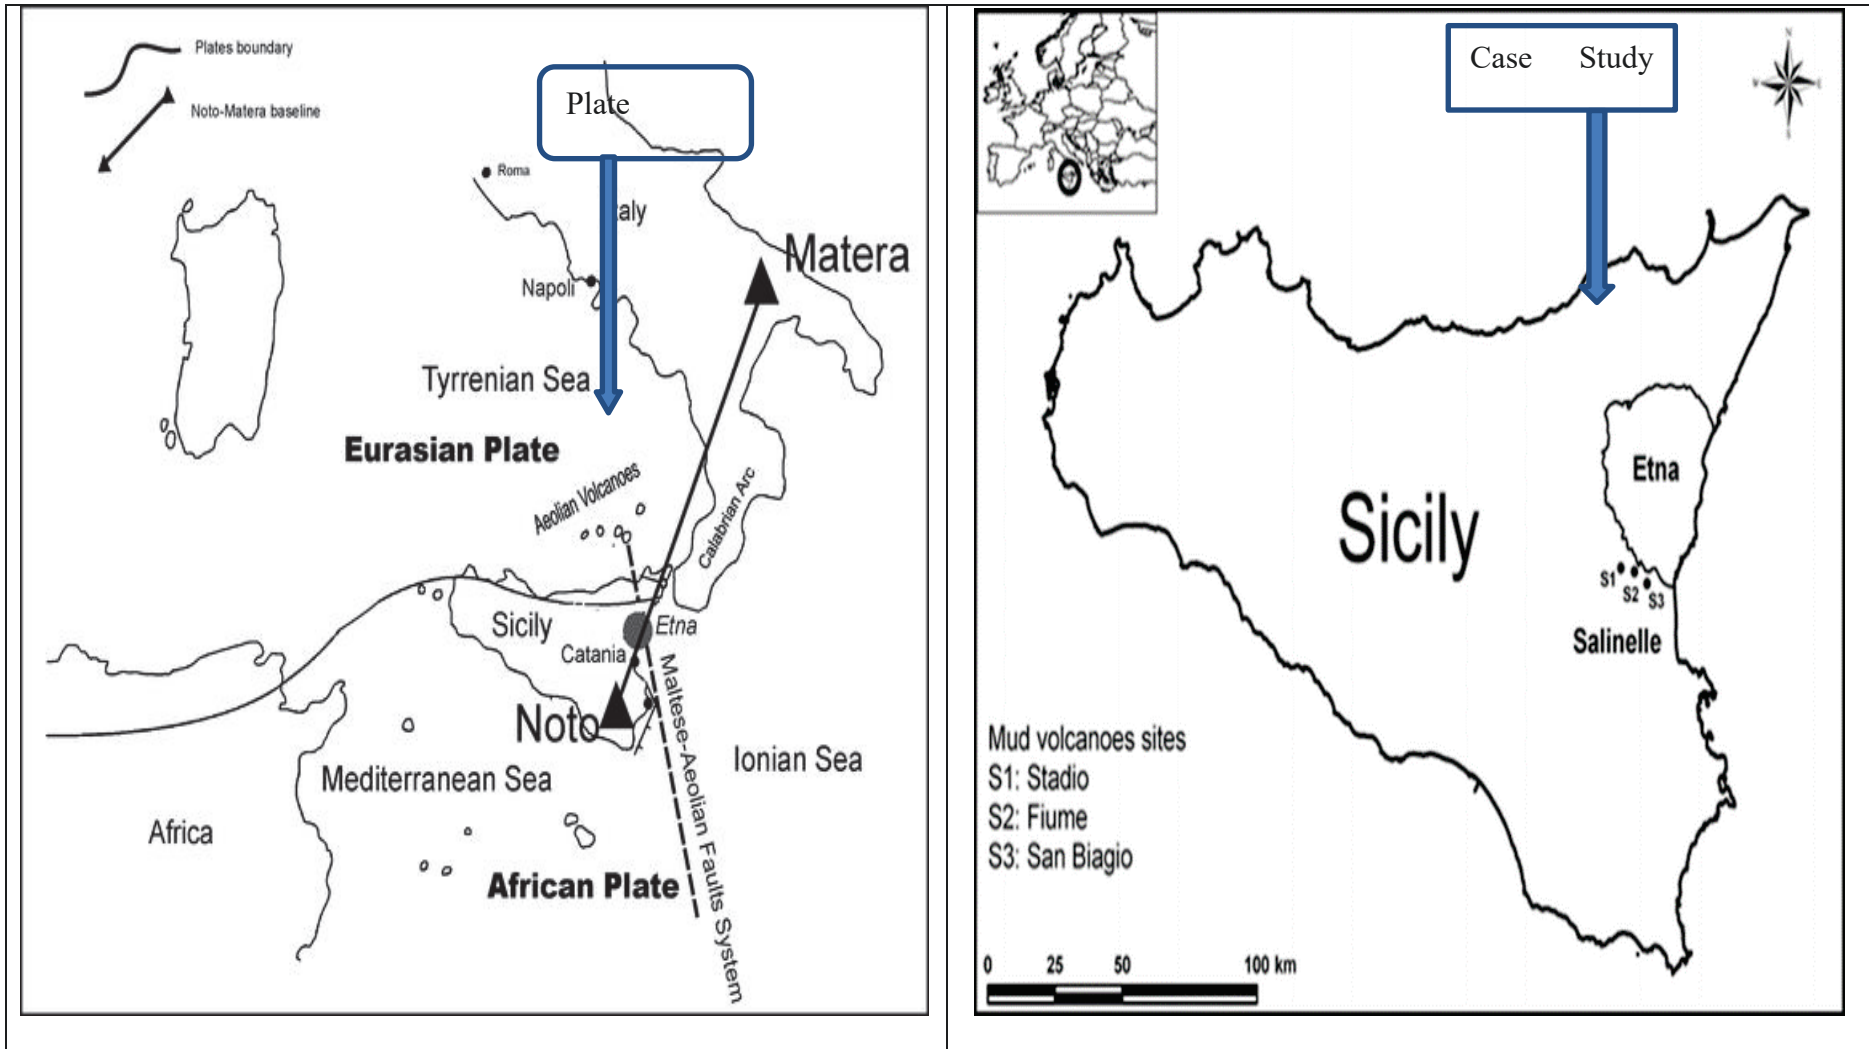 Plates boundary
Noto-Matera baseline
Plate
Roma
taly
Matera
Napoli
Tyrrenian Sea
Eurasian Plate
Aeolian Volcanoes
Calabrian Arc
Sicily
Etna
Catania
Noto
Maltese-Aeolian Faults System
Mediterranean Sea
Ionian Sea
Africa
African Plate
Case Study
N
W
E
S
Etna
Sicily
S1
S2
S3
Salinelle
Mud volcanoes sites
S1: Stadio
S2: Fiume
S3: San Biagio
0 25 50 100 km